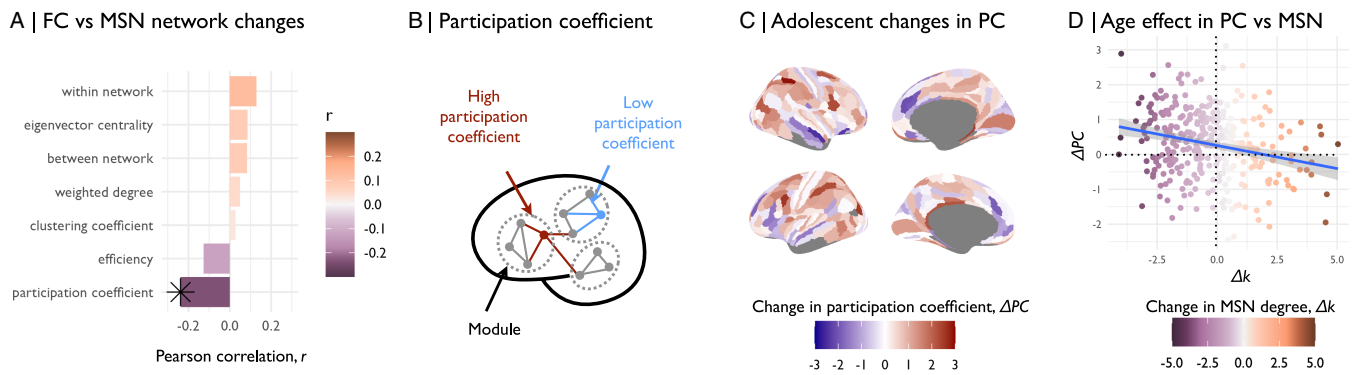 A | FC vs MSN network changes
within network
eigenvector centrality
between network
weighted degree
clustering coefficient
efficiency
participation coefficient
-0.2
0.0
0.2
Pearson correlation, r
r
0.2
0.1
0.0
-0.1
-0.2
B | Participation coefficient
High
participation
coefficient
Low
participation
coefficient
Module
C | Adolescent changes in PC
Change in participation coefficient, ΔPC
-3 -2 -1 0 1 2 3
D | Age effect in PC vs MSN
3
2
1
0
-1
-2
ΔPC
-2.5 0.0 2.5 5.0
Δk
Change in MSN degree, Δk
-5.0 -2.5 0.0 2.5 5.0